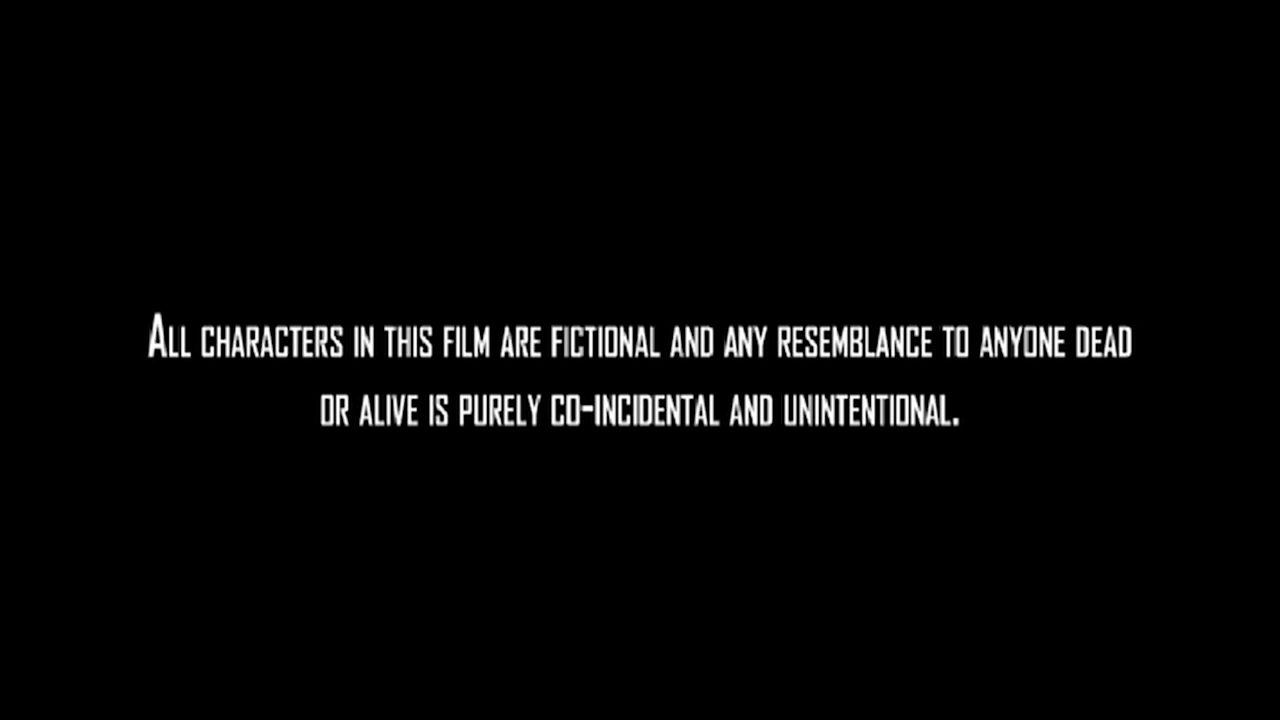 All characters in this film are fictional and any resemblance to anyone dead
or alive is purely co-incidental and unintentional.